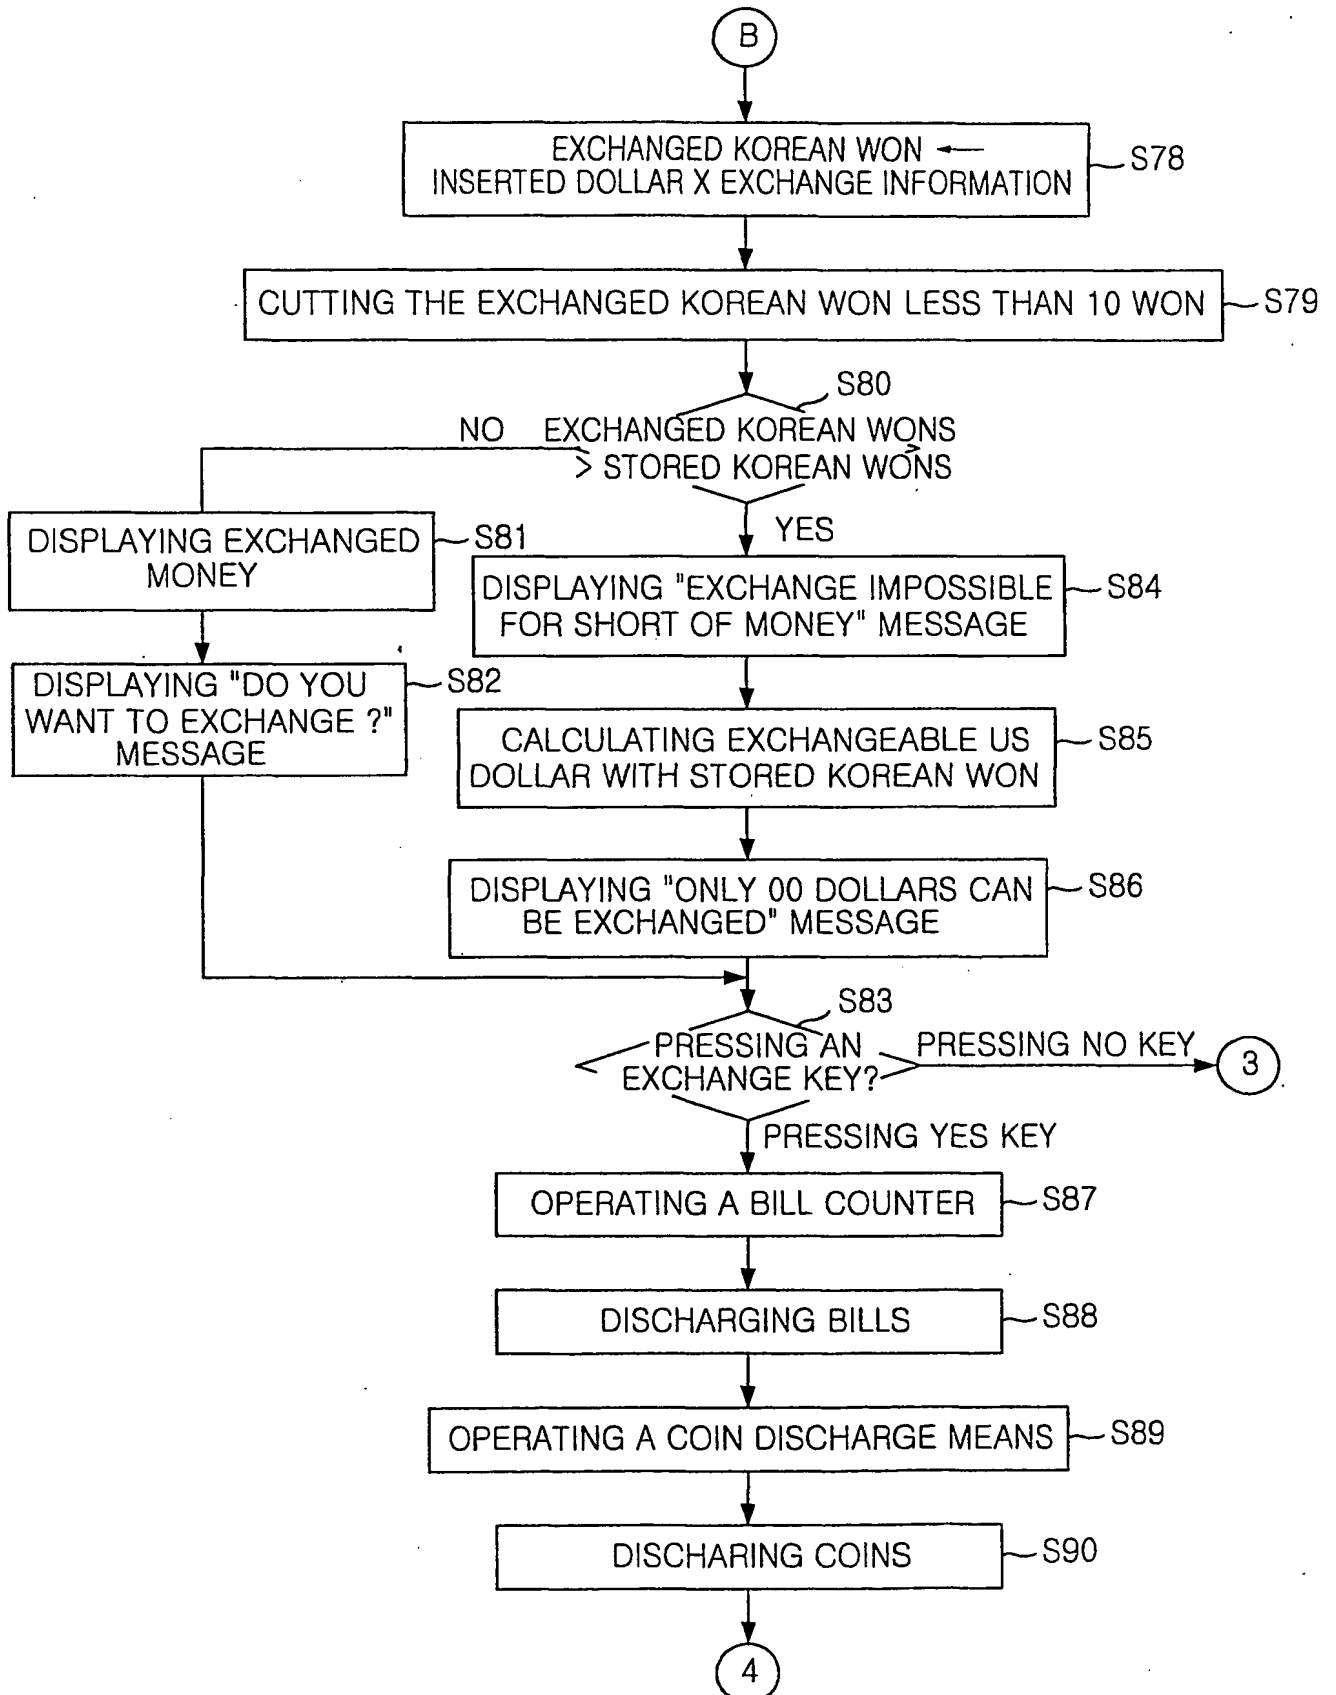 B
EXCHANGED KOREAN WON ←
INSERTED DOLLAR X EXCHANGE INFORMATION
S78
CUTTING THE EXCHANGED KOREAN WON LESS THAN 10 WON
S79
S80
NO
EXCHANGED KOREAN WONS
> STORED KOREAN WONS
YES
DISPLAYING EXCHANGED
MONEY
S81
DISPLAYING "EXCHANGE IMPOSSIBLE
FOR SHORT OF MONEY" MESSAGE
S84
DISPLAYING "DO YOU
WANT TO EXCHANGE ?"
MESSAGE
S82
CALCULATING EXCHANGEABLE US
DOLLAR WITH STORED KOREAN WON
S85
DISPLAYING "ONLY 00 DOLLARS CAN
BE EXCHANGED" MESSAGE
S86
S83
PRESSING AN
EXCHANGE KEY?
PRESSING NO KEY
3
PRESSING YES KEY
OPERATING A BILL COUNTER
S87
DISCHARGING BILLS
S88
OPERATING A COIN DISCHARGE MEANS
S89
DISCHARING COINS
S90
4